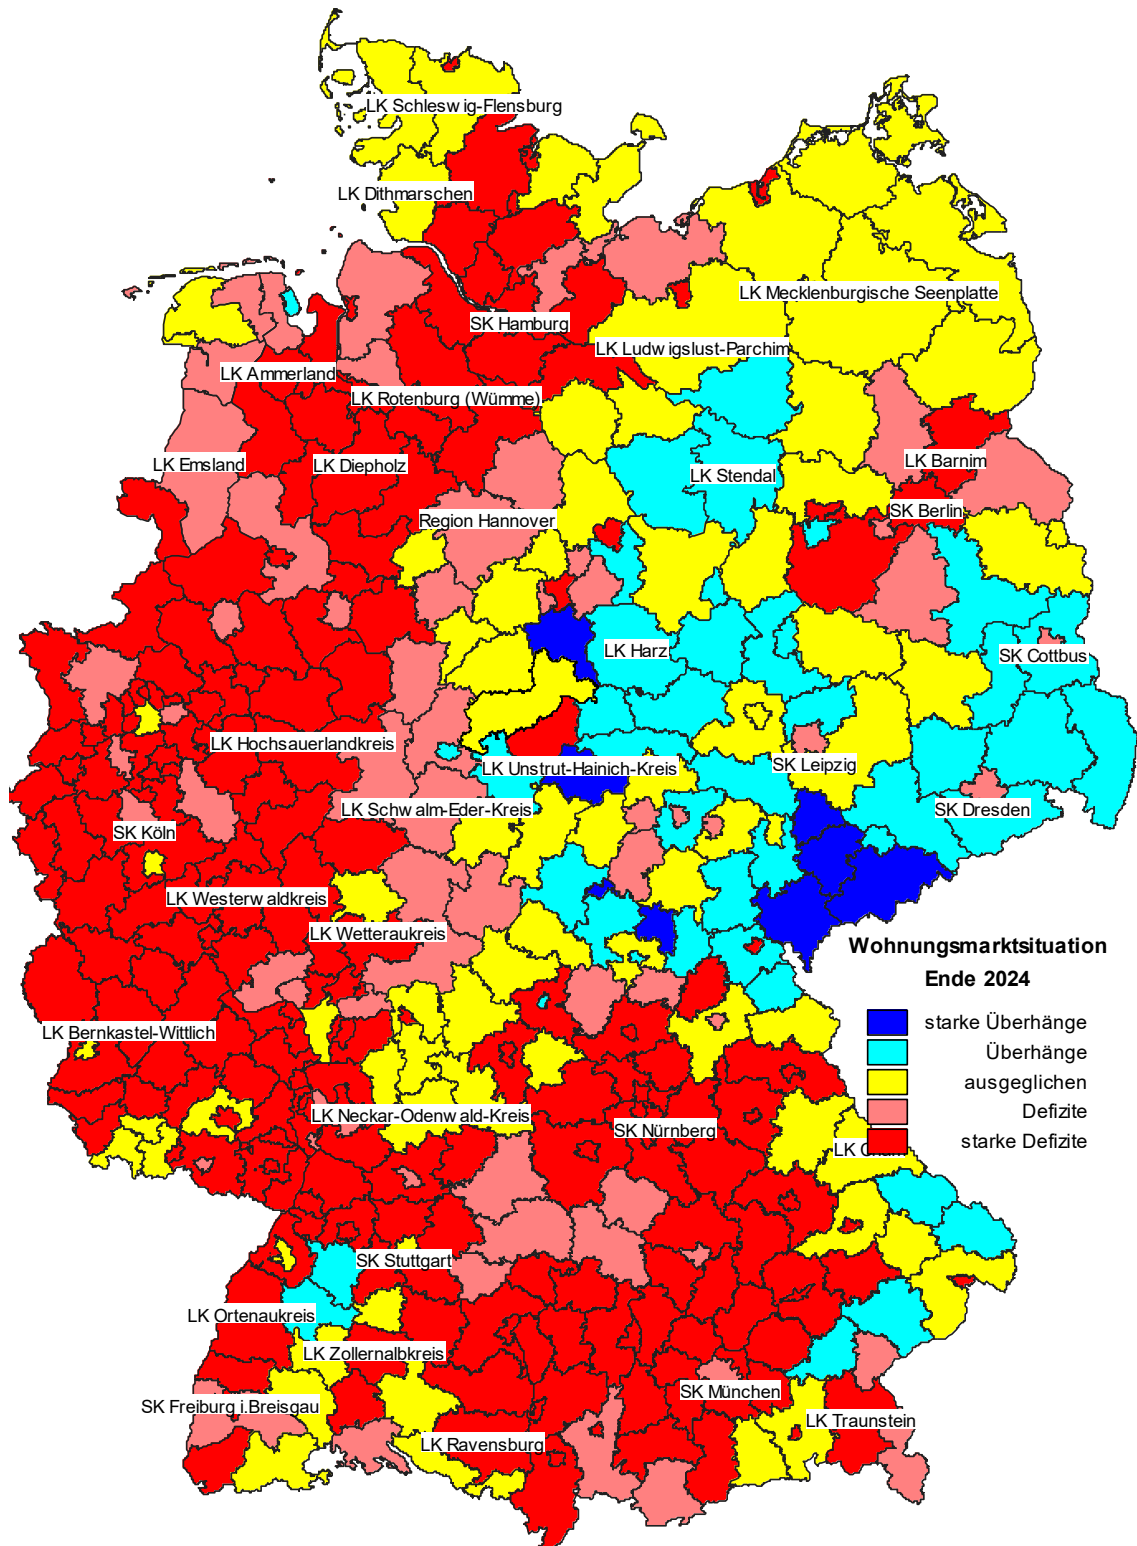 LK Schleswig-Flensburg
LK Dithmarschen
LK Mecklenburgische Seenplatte
SK Hamburg
LK Ludwigslust-Parchim
LK Ammerland
LK Rotenburg (Wümme)
LK Emsland
LK Diepholz
LK Barnim
LK Stendal
SK Berlin
Region Hannover
LK Harz
SK Cottbus
LK Hochsauerlandkreis
LK Unstrut-Hainich-Kreis
SK Leipzig
LK Schwalm-Eder-Kreis
SK Dresden
SK Köln
LK Westerwaldkreis
LK Wetteraukreis
Wohnungsmarktsituation
Ende 2024
starke Überhänge
Überhänge
ausgeglichen
Defizite
starke Defizite
LK Bernkastel-Wittlich
LK Neckar-Odenwald-Kreis
SK Nürnberg
LK
SK Stuttgart
LK Ortenaukreis
LK Zollernalbkreis
SK München
SK Freiburg i.Breisgau
LK Traunstein
LK Ravensburg